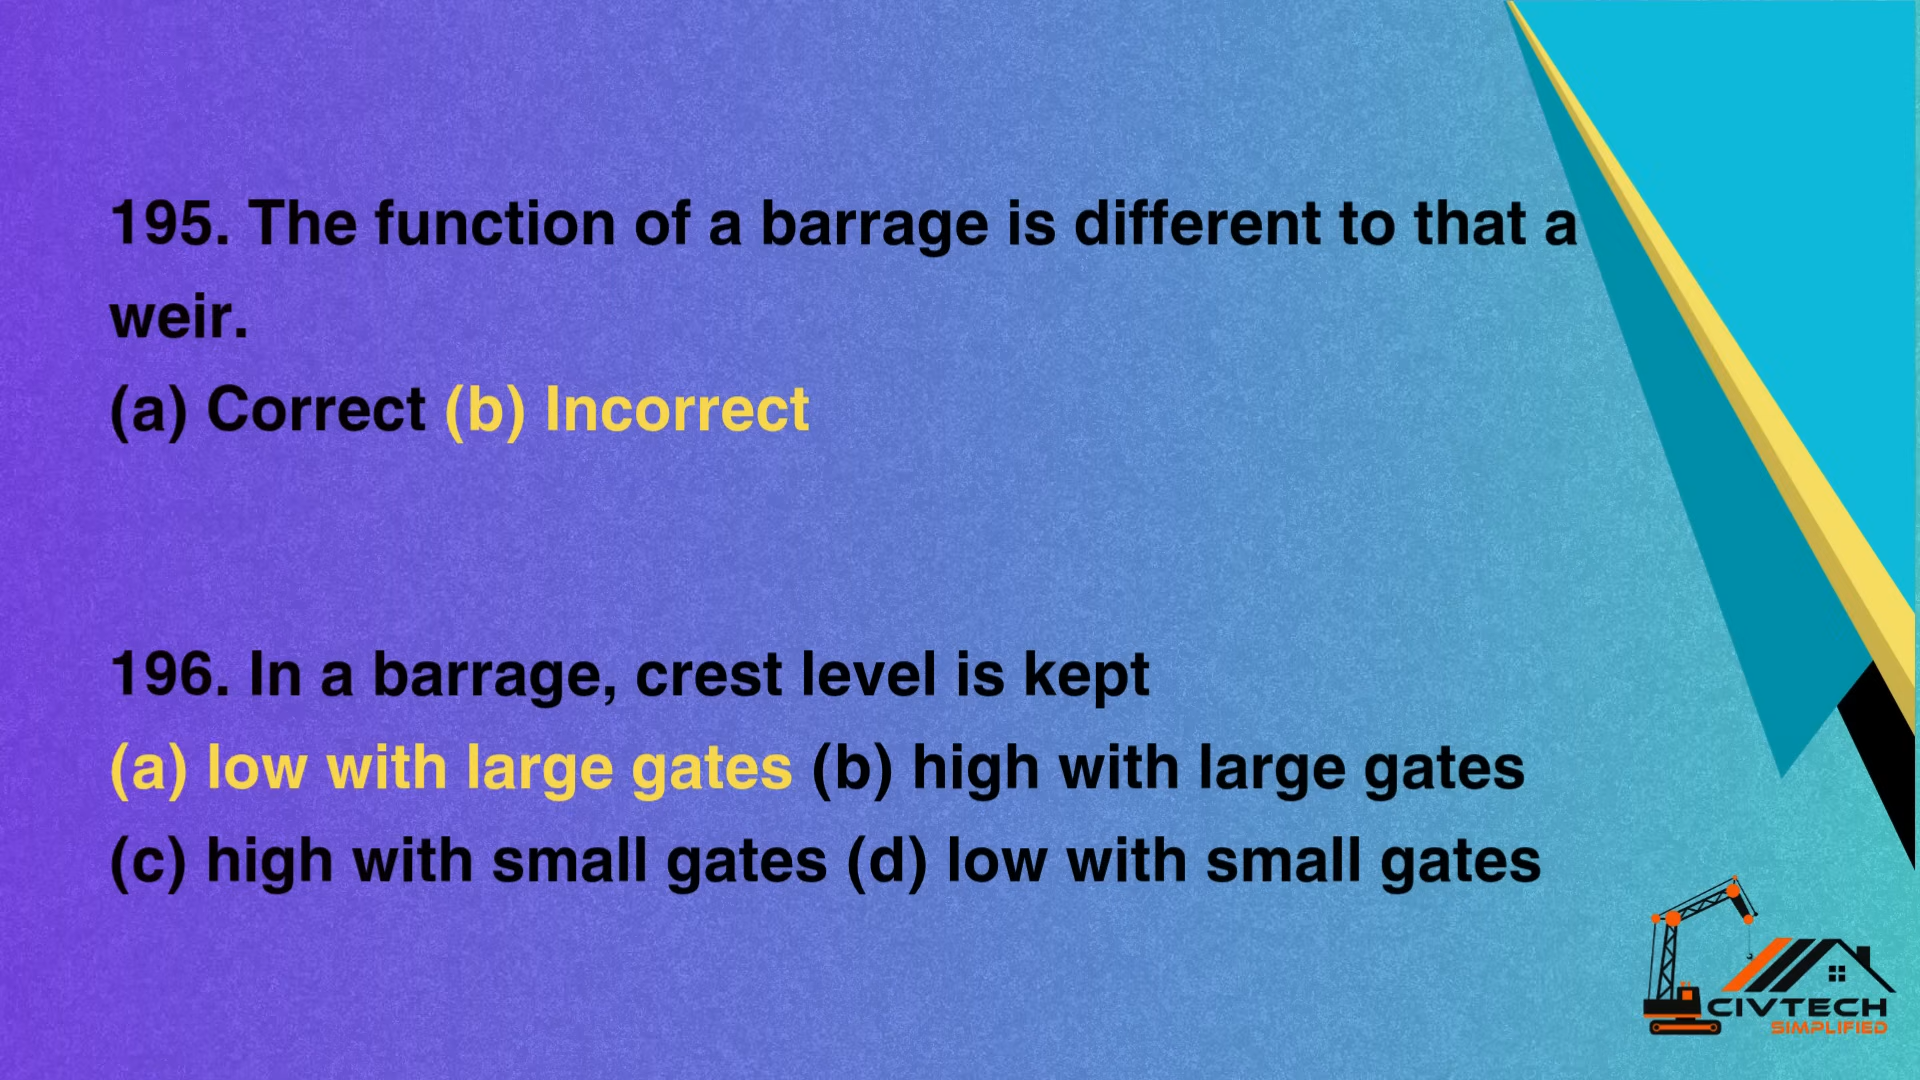 195. The function of a barrage is different to that a
weir.
(a) Correct (b) Incorrect
196. In a barrage, crest level is kept
(a) low with large gates (b) high with large gates
(c) high with small gates (d) low with small gates
CIVTECH
SIMPLIFIED